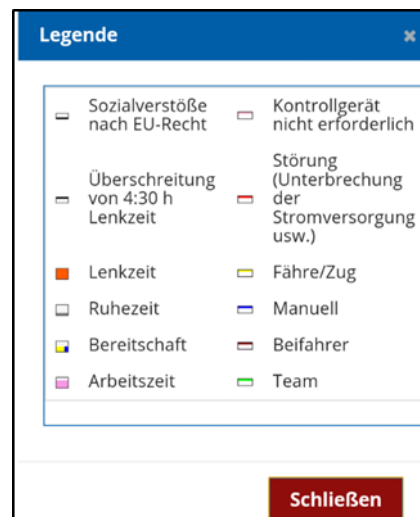 Legende
Sozialverstöße
nach EU-Recht
Kontrollgerät
nicht erforderlich
Überschreitung
von 4:30 h
Lenkzeit
Störung
(Unterbrechung
der
Stromversorgung
usw.)
Lenkzeit
Fähre/Zug
Ruhezeit
Manuell
Bereitschaft
Beifahrer
Arbeitszeit
Team
Schließen